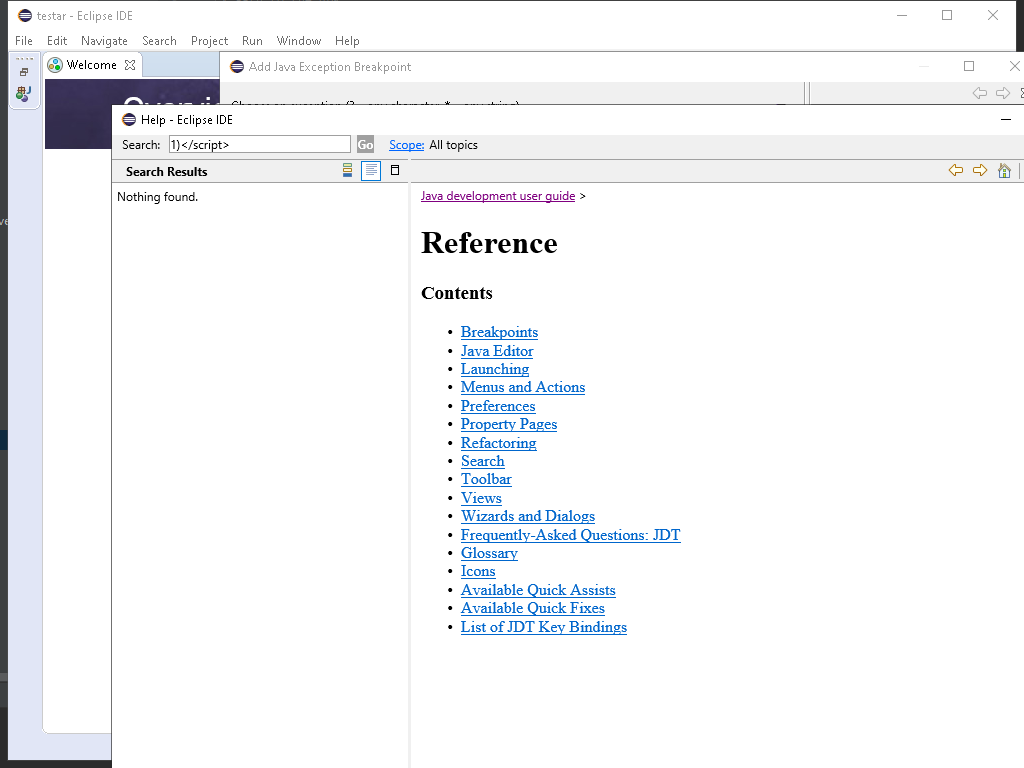 testar - Eclipse IDE
File Edit Navigate Search Project Run Window Help
Welcome
Add Java Exception Breakpoint
Help - Eclipse IDE
Search: 1)</script> Go Scope: All topics
Search Results
Nothing found.
Java development user guide >
Reference
Contents
• Breakpoints
• Java Editor
• Launching
• Menus and Actions
• Preferences
• Property Pages
• Refactoring
• Search
• Toolbar
• Views
• Wizards and Dialogs
• Frequently-Asked Questions: JDT
• Glossary
• Icons
• Available Quick Assists
• Available Quick Fixes
• List of JDT Key Bindings